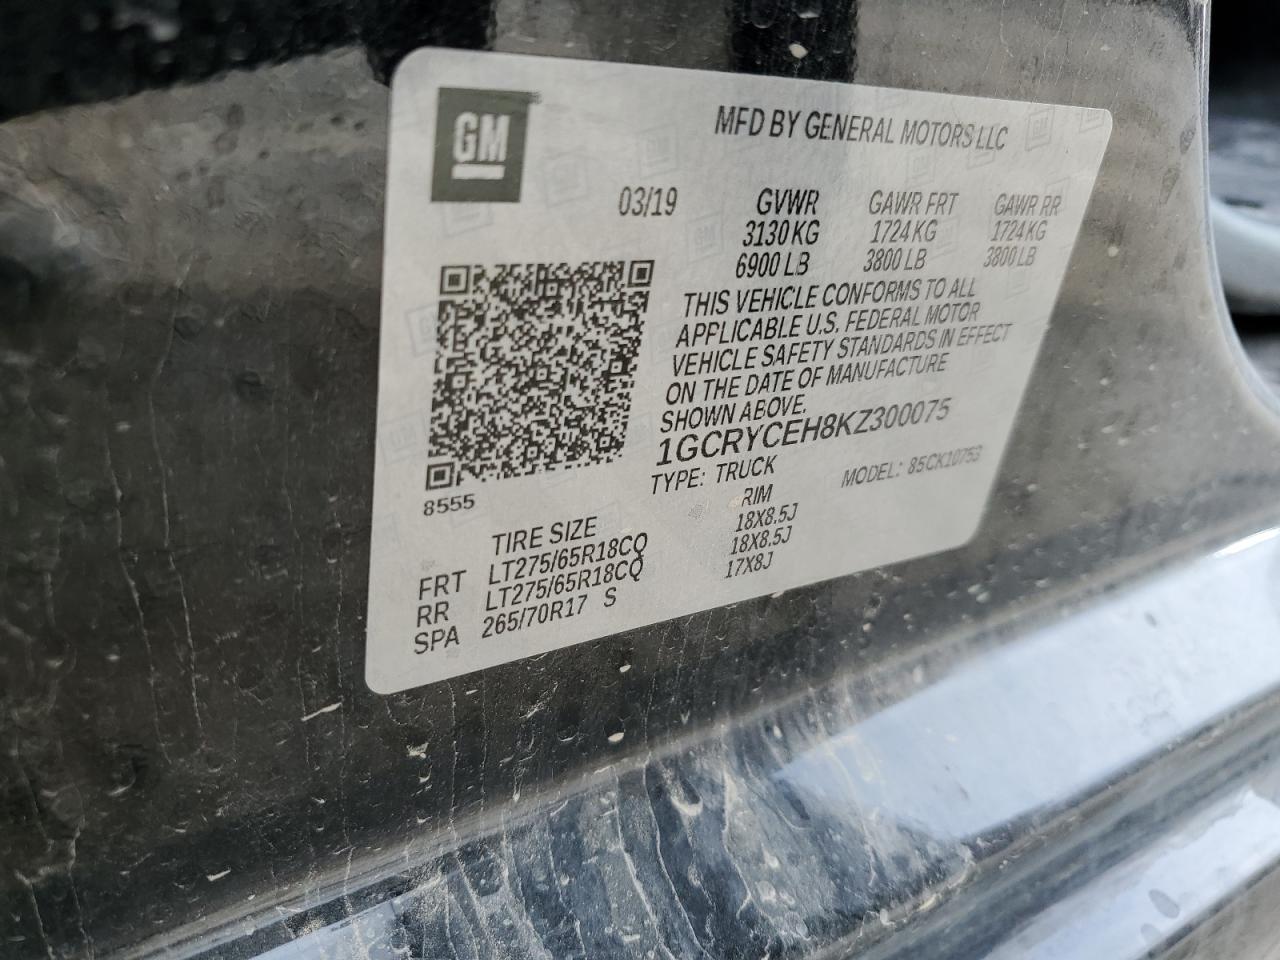 GM
MFD BY GENERAL MOTORS LLC
03/19 GVWR GAWR FRT GAWR RR
3130 KG 1724 KG 1724 KG
6900 LB 3800 LB 3800 LB
THIS VEHICLE CONFORMS TO ALL
APPLICABLE U.S. FEDERAL MOTOR
VEHICLE SAFETY STANDARDS IN EFFECT
ON THE DATE OF MANUFACTURE
SHOWN ABOVE.
1GCRYCEH8KZ300075
TYPE: TRUCK MODEL: 85CK10753
8555
TIRE SIZE RIM
FRT LT275/65R18CQ 18X8.5J
RR LT275/65R18CQ 18X8.5J
SPA 265/70R17 S 17X8J